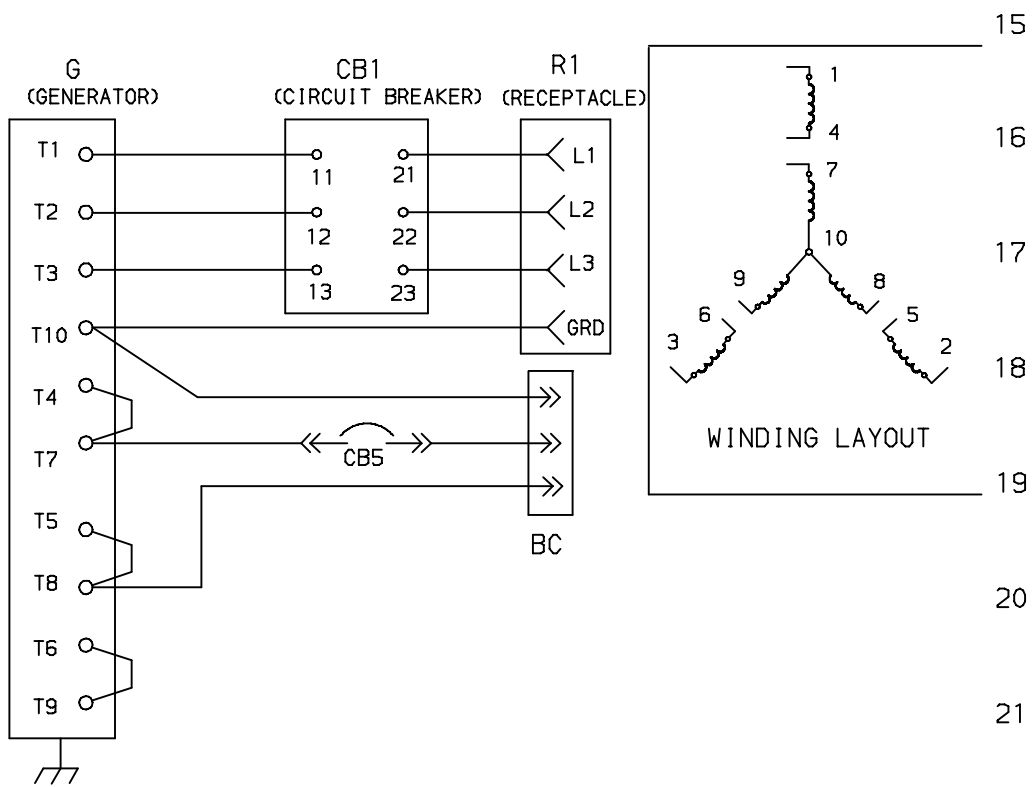 15
G
(GENERATOR)
CB1
(CIRCUIT BREAKER)
R1
(RECEPTACLE)
T1
11
21
L1
T2
12
22
L2
T3
13
23
L3
T10
GRD
T4
T7
CB5
T5
BC
T8
T6
T9
1
4
7
10
9
8
6
5
3
2
WINDING LAYOUT
16
17
18
19
20
21